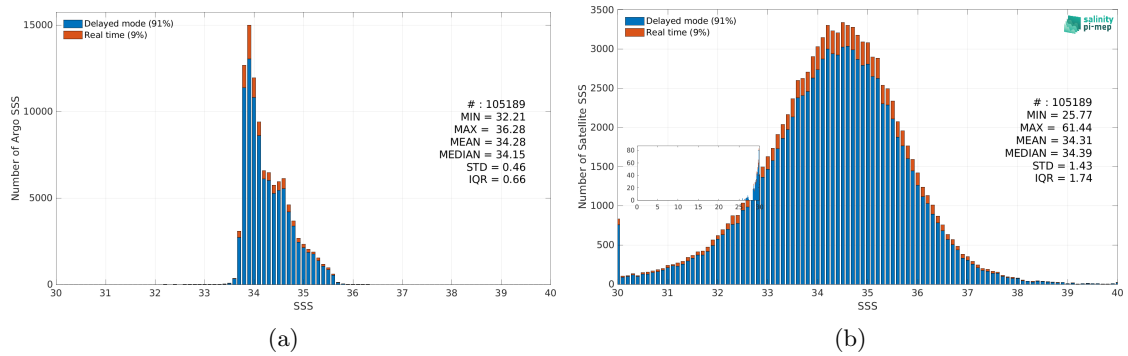 Delayed mode (91%)
Real time (9%)
15000
10000
5000
0
Number of Argo SSS
# : 105189
MIN = 32.21
MAX = 36.28
MEAN = 34.28
MEDIAN = 34.15
STD = 0.46
IQR = 0.66
30 31 32 33 34 35 36 37 38 39 40
SSS
(a)
Delayed mode (91%)
Real time (9%)
salinity
pi-mep
3500
3000
2500
2000
1500
1000
500
0
Number of Satellite SSS
# : 105189
MIN = 25.77
MAX = 61.44
MEAN = 34.31
MEDIAN = 34.39
STD = 1.43
IQR = 1.74
80
60
40
20
0
0 5 10 15 20 25 30
30 31 32 33 34 35 36 37 38 39 40
SSS
(b)